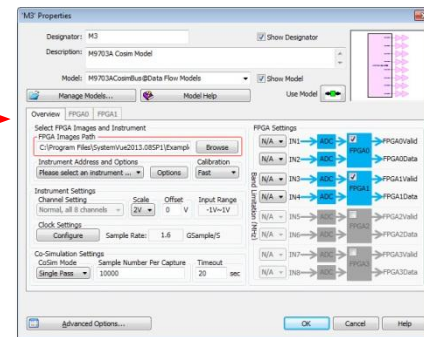 'M3' Properties
Designator: M3 Show Designator
Description: M9703A Cosim Model
Model: M9703ACosimBus@Data Flow Models Show Model
Manage Models... Model Help Use Model
Overview FPGA0 FPGA1
Select FPGA Images and Instrument
FPGA Images Path
C:\Program Files\SystemVue2013.08SP1\Exampl Browse
Instrument Address and Options Calibration
Please select an instrument ... Options Fast
Instrument Settings
Channel Setting Scale Offset Input Range
Normal, all 8 channels 2V 0 V -1V~1V
Clock Settings
Configure Sample Rate: 1.6 GSample/S
Co-Simulation Settings
CoSim Mode Sample Number Per Capture Timeout
Single Pass 10000 20 sec
FPGA Settings
Band Limitation (MHz)
N/A IN1 ADC FPGA0 FPGA0Valid
N/A IN2 ADC FPGA0Data
N/A IN3 ADC FPGA1 FPGA1Valid
N/A IN4 ADC FPGA1Data
N/A IN5 ADC FPGA2 FPGA2Valid
N/A IN6 ADC FPGA2Data
N/A IN7 ADC FPGA3 FPGA3Valid
N/A IN8 ADC FPGA3Data
Advanced Options... OK Cancel Help